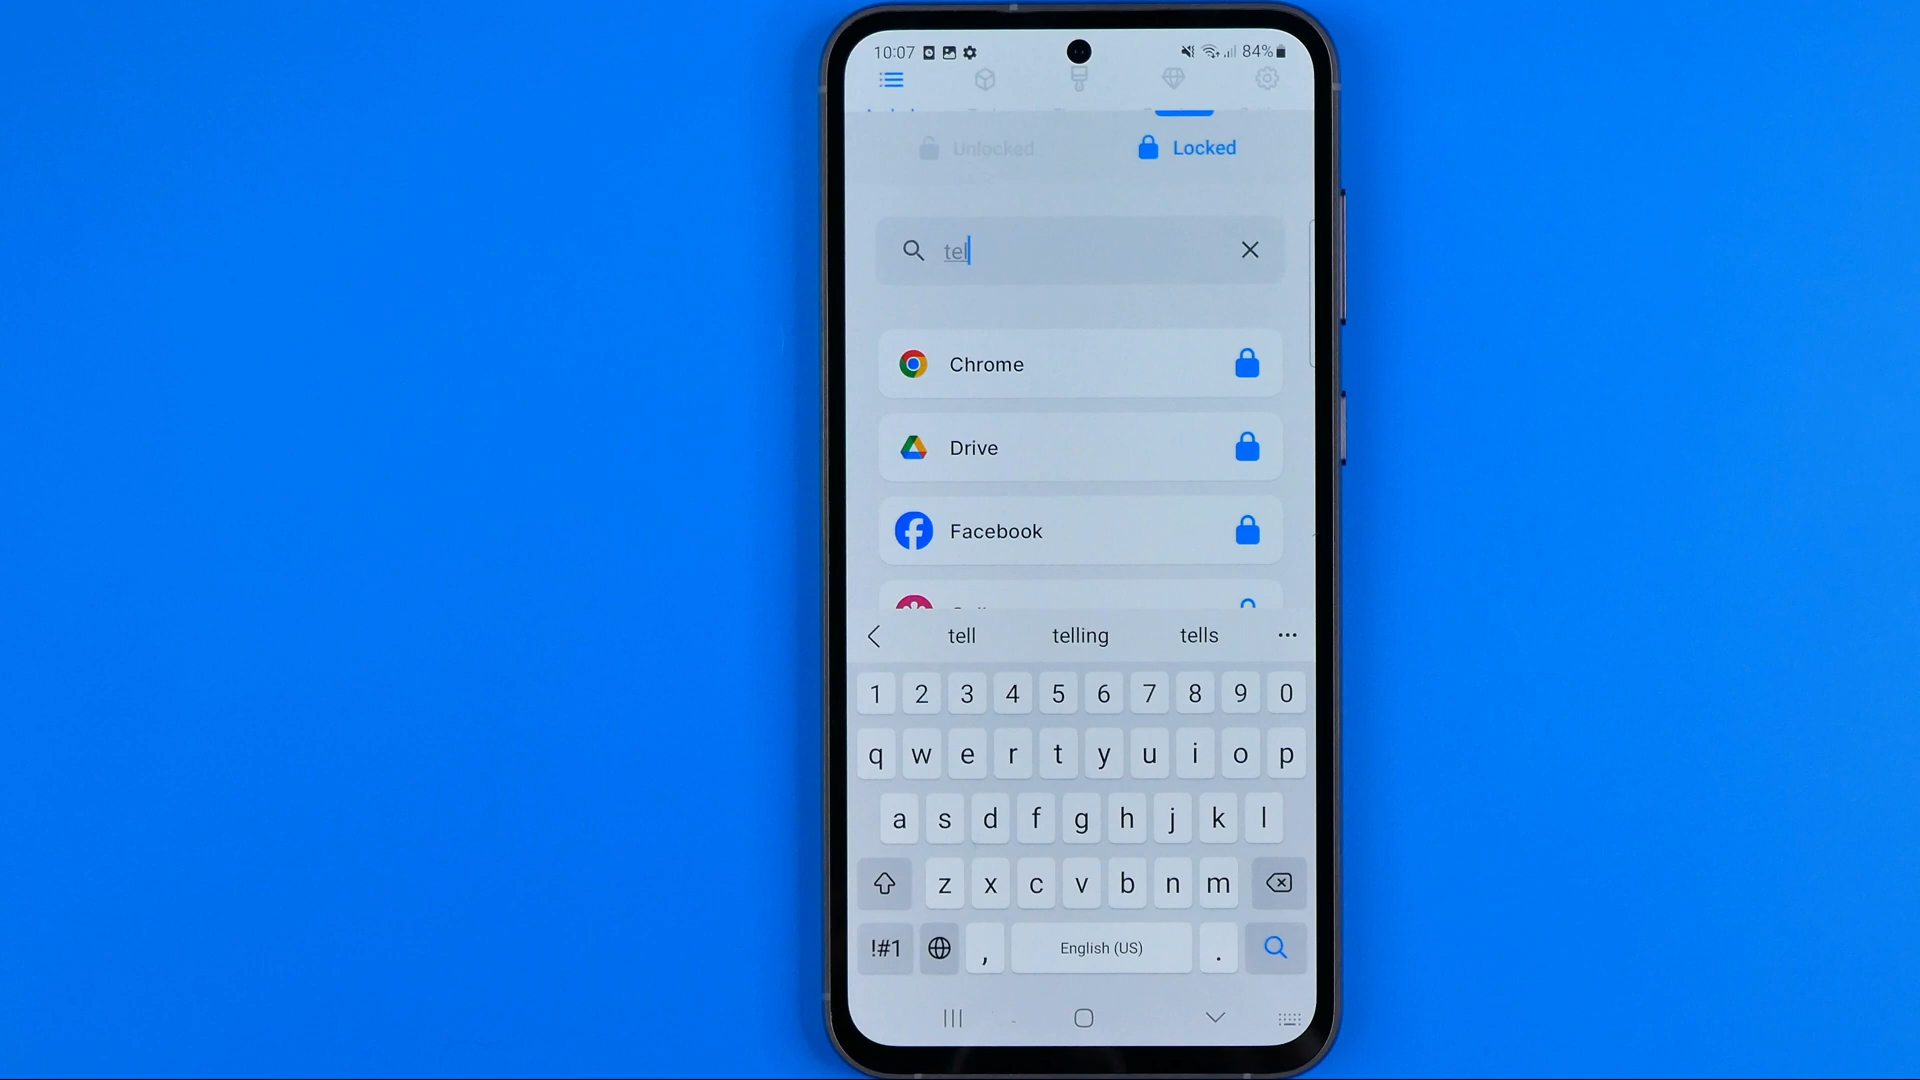 10:07 84%
Unlocked Locked
tel
Chrome
Drive
Facebook
tell telling tells
1 2 3 4 5 6 7 8 9 0
q w e r t y u i o p
a s d f g h j k l
z x c v b n m
!#1 , English (US) .